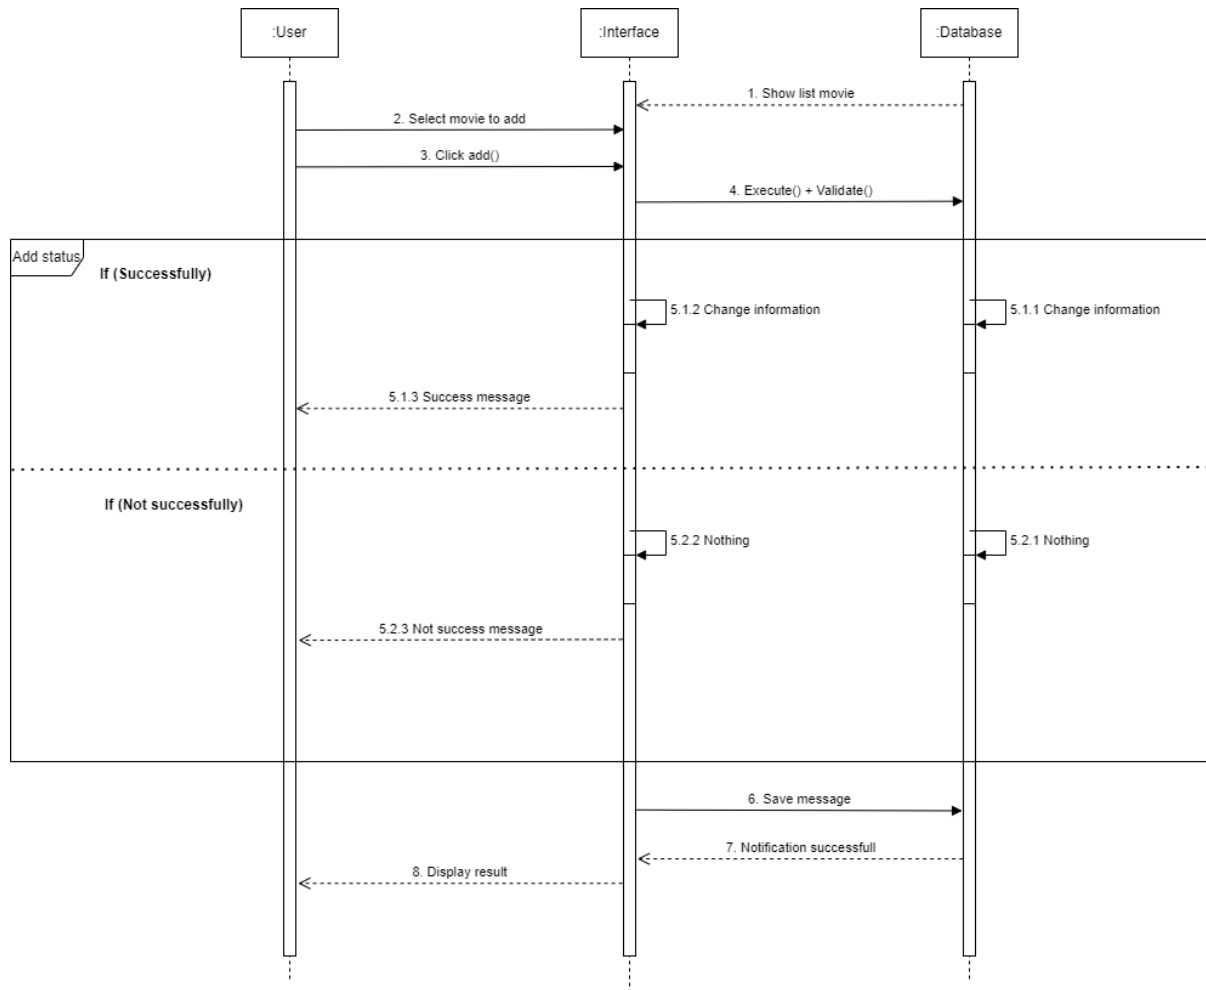 :User
:Interface
:Database
1. Show list movie
2. Select movie to add
3. Click add()
4. Execute() + Validate()
Add status
If (Successfully)
5.1.2 Change information
5.1.1 Change information
5.1.3 Success message
If (Not successfully)
5.2.2 Nothing
5.2.1 Nothing
5.2.3 Not success message
6. Save message
7. Notification successfull
8. Display result